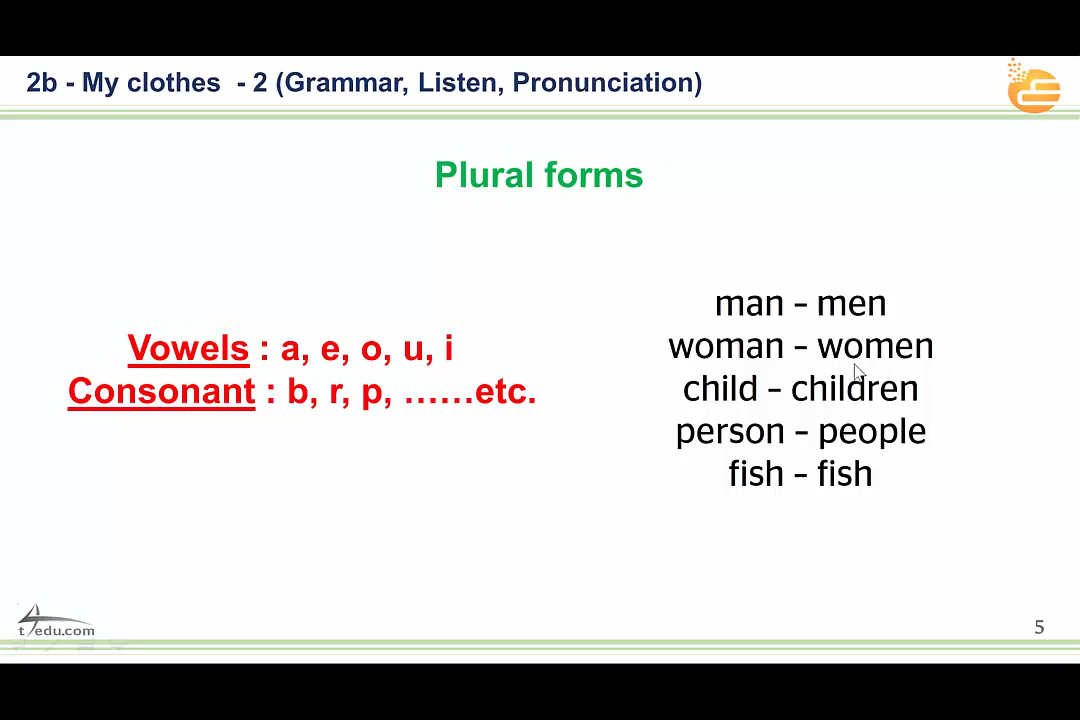 2b - My clothes - 2 (Grammar, Listen, Pronunciation)
Plural forms
Vowels : a, e, o, u, i
Consonant : b, r, p, ……etc.
man – men
woman – women
child – children
person – people
fish – fish
t4edu.com
5